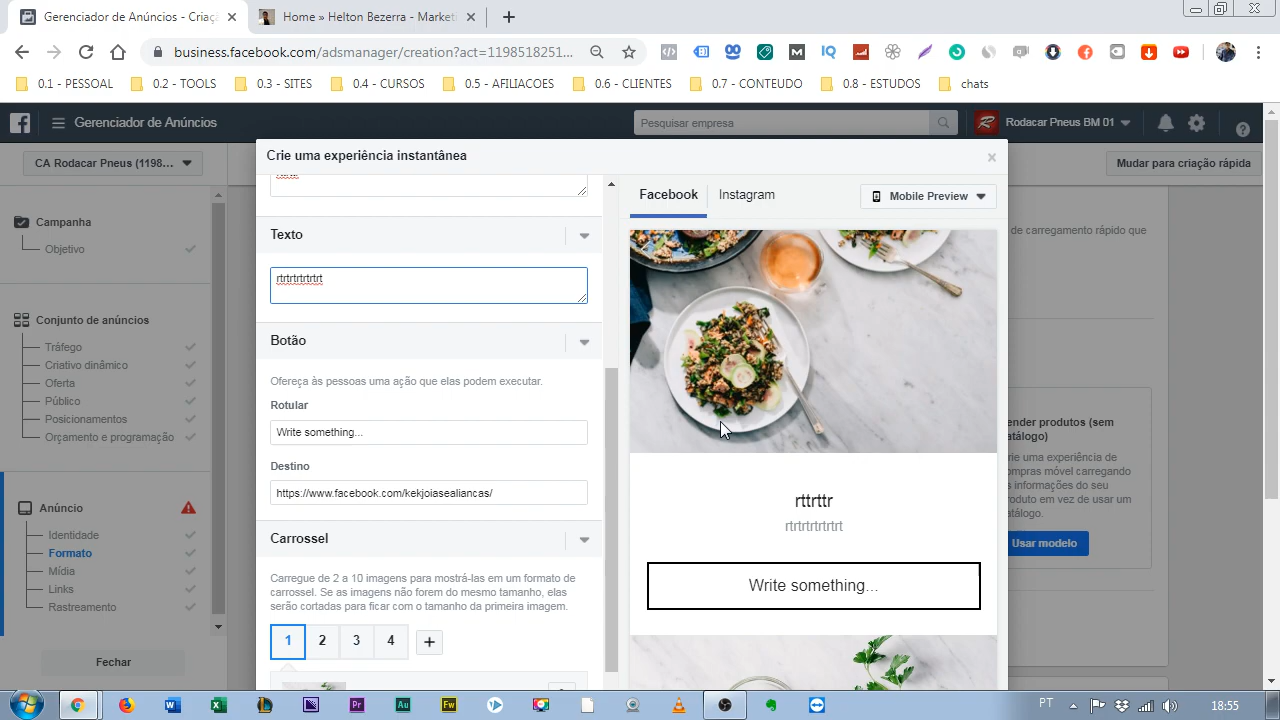 Gerenciador de Anúncios - Criaçã
Home » Helton Bezerra - Market
business.facebook.com/adsmanager/creation?act=1198518251...
0.1 - PESSOAL
0.2 - TOOLS
0.3 - SITES
0.4 - CURSOS
0.5 - AFILIACOES
0.6 - CLIENTES
0.7 - CONTEUDO
0.8 - ESTUDOS
chats
Gerenciador de Anúncios
Pesquisar empresa
Rodacar Pneus BM 01
CA Rodacar Pneus (1198...
Crie uma experiência instantânea
Mudar para criação rápida
Campanha
Objetivo
Conjunto de anúncios
Tráfego
Criativo dinâmico
Oferta
Público
Posicionamentos
Orçamento e programação
Anúncio
Identidade
Formato
Mídia
Links
Rastreamento
Fechar
Texto
rtrtrtrtrtrt
Botão
Ofereça às pessoas uma ação que elas podem executar.
Rotular
Write something...
Destino
https://www.facebook.com/kekjoiasealiancas/
Carrossel
Carregue de 2 a 10 imagens para mostrá-las em um formato de
carrossel. Se as imagens não forem do mesmo tamanho, elas
serão cortadas para ficar com o tamanho da primeira imagem.
1 2 3 4 +
Facebook
Instagram
Mobile Preview
rttrttr
rtrtrtrtrtrt
Write something...
de carregamento rápido que
ender produtos (sem
atálogo)
rie uma experiência de
ompras móvel carregando
s informações do seu
roduto em vez de usar um
atálogo.
Usar modelo
PT
18:55